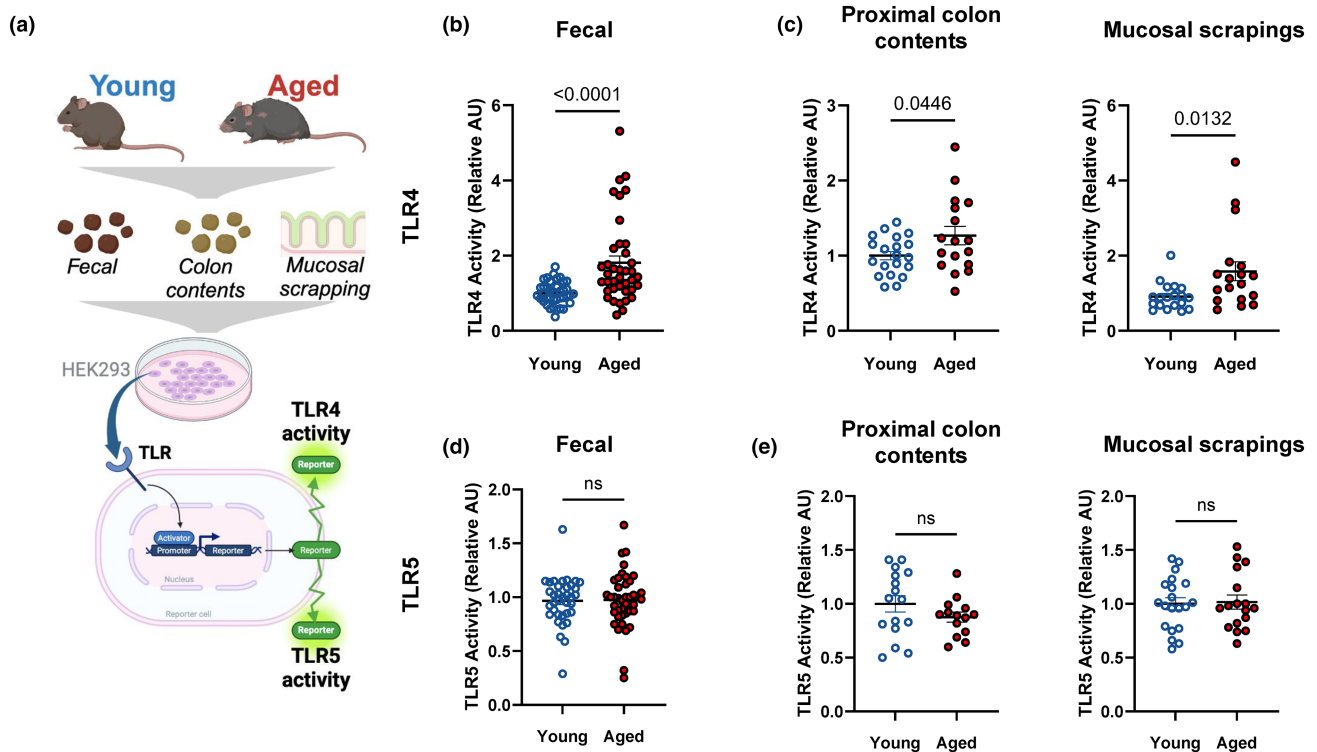 (a)
Young
Aged
Fecal
Colon
contents
Mucosal
scrapping
HEK293
TLR
TLR4
activity
Reporter
Activator
Promoter
Reporter
Reporter
Nucleus
Reporter cell
Reporter
TLR5
activity
TLR4
(b)
Fecal
TLR4 Activity (Relative AU)
6
4
2
0
<0.0001
Young
Aged
(c)
Proximal colon
contents
TLR4 Activity (Relative AU)
3
2
1
0
0.0446
Young
Aged
Mucosal scrapings
TLR4 Activity (Relative AU)
6
4
2
0
0.0132
Young
Aged
TLR5
(d)
Fecal
TLR5 Activity (Relative AU)
2.0
1.5
1.0
0.5
0.0
ns
Young
Aged
(e)
Proximal colon
contents
TLR5 Activity (Relative AU)
2.0
1.5
1.0
0.5
0.0
ns
Young
Aged
Mucosal scrapings
TLR5 Activity (Relative AU)
2.0
1.5
1.0
0.5
0.0
ns
Young
Aged